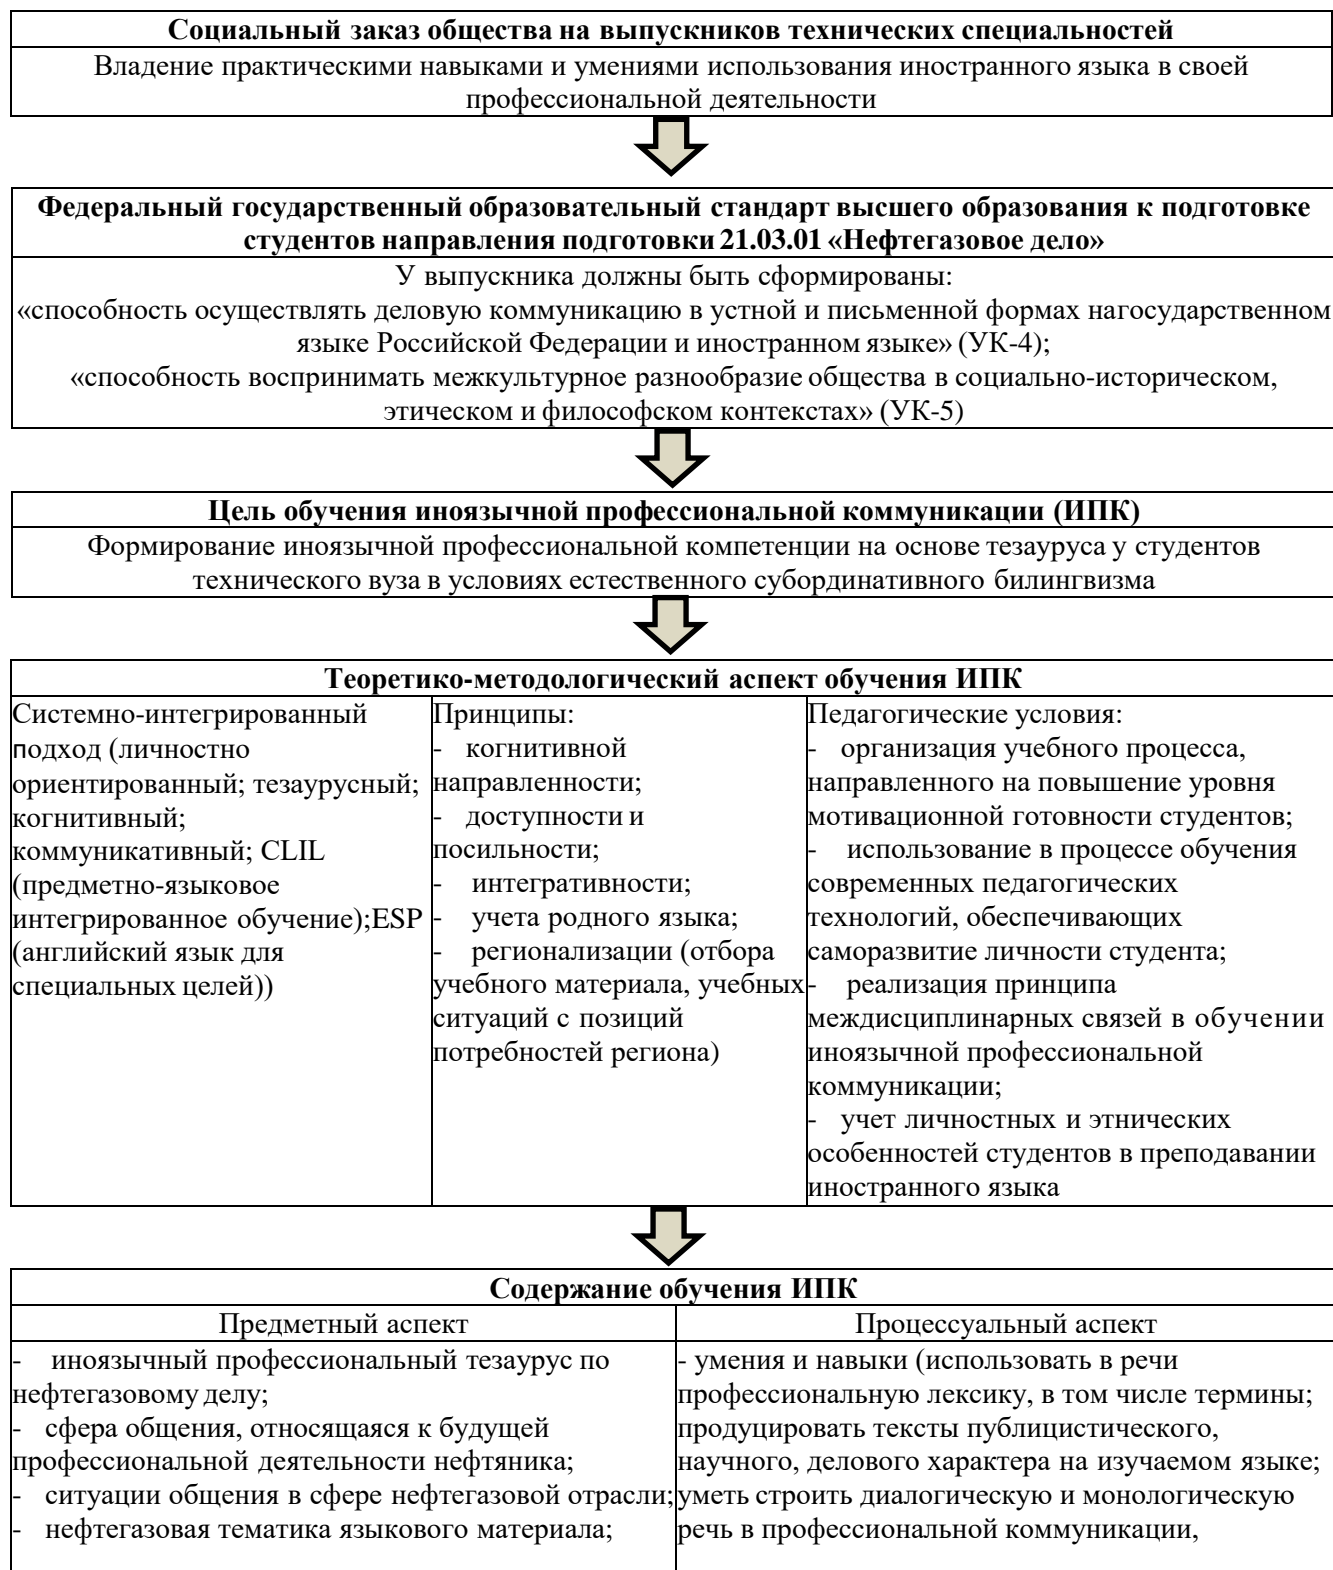 Социальный заказ общества на выпускников технических специальностей
Владение практическими навыками и умениями использования иностранного языка в своей
профессиональной деятельности
Федеральный государственный образовательный стандарт высшего образования к подготовке
студентов направления подготовки 21.03.01 «Нефтегазовое дело»
У выпускника должны быть сформированы:
«способность осуществлять деловую коммуникацию в устной и письменной формах нагосударственном
языке Российской Федерации и иностранном языке» (УК-4);
«способность воспринимать межкультурное разнообразие общества в социально-историческом,
этическом и философском контекстах» (УК-5)
Цель обучения иноязычной профессиональной коммуникации (ИПК)
Формирование иноязычной профессиональной компетенции на основе тезауруса у студентов
технического вуза в условиях естественного субординативного билингвизма
Теоретико-методологический аспект обучения ИПК
Системно-интегрированный
подход (личностно
ориентированный; тезаурусный;
когнитивный;
коммуникативный; CLIL
(предметно-языковое
интегрированное обучение);ESP
(английский язык для
специальных целей))
Принципы:
- когнитивной
направленности;
- доступности и
посильности;
- интегративности;
- учета родного языка;
- регионализации (отбора
учебного материала, учебных
ситуаций с позиций
потребностей региона)
Педагогические условия:
- организация учебного процесса,
направленного на повышение уровня
мотивационной готовности студентов;
- использование в процессе обучения
современных педагогических
технологий, обеспечивающих
саморазвитие личности студента;
- реализация принципа
междисциплинарных связей в обучении
иноязычной профессиональной
коммуникации;
- учет личностных и этнических
особенностей студентов в преподавании
иностранного языка
Содержание обучения ИПК
Предметный аспект
- иноязычный профессиональный тезаурус по
нефтегазовому делу;
- сфера общения, относящаяся к будущей
профессиональной деятельности нефтяника;
- ситуации общения в сфере нефтегазовой отрасли;
- нефтегазовая тематика языкового материала;
Процессуальный аспект
- умения и навыки (использовать в речи
профессиональную лексику, в том числе термины;
продуцировать тексты публицистического,
научного, делового характера на изучаемом языке;
уметь строить диалогическую и монологическую
речь в профессиональной коммуникации,